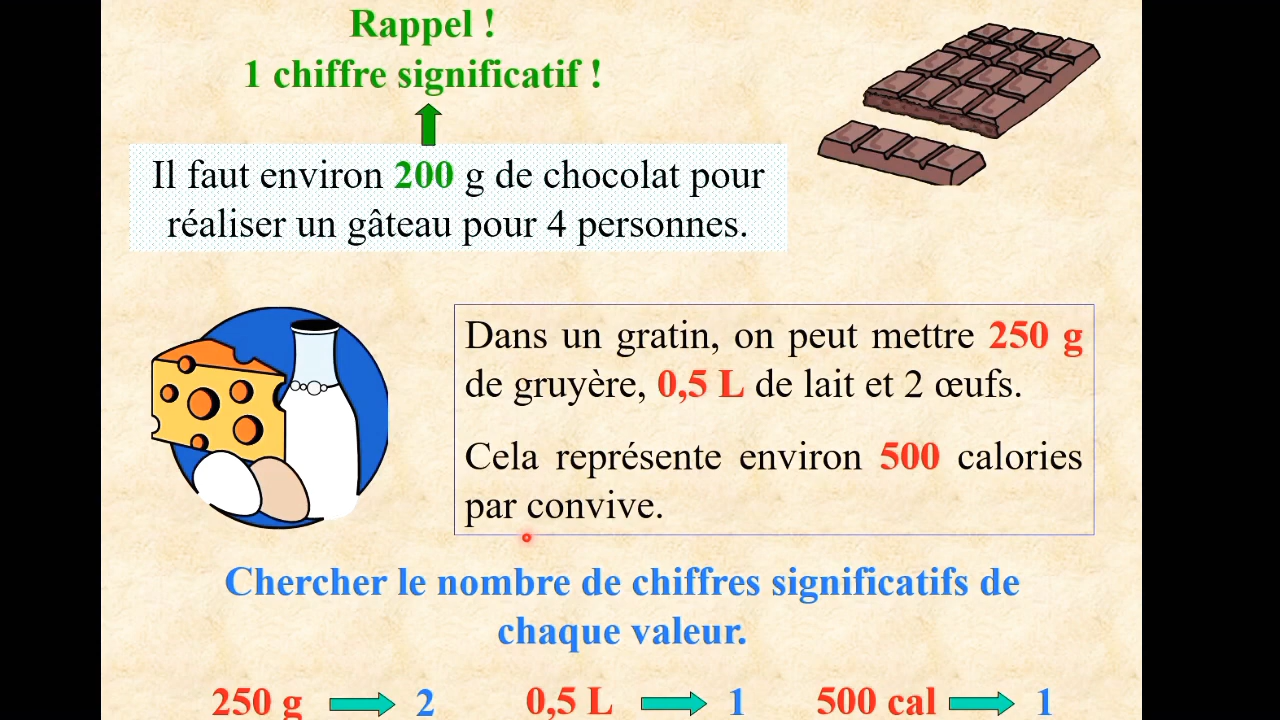 Rappel !
1 chiffre significatif !
Il faut environ 200 g de chocolat pour
réaliser un gâteau pour 4 personnes.
Dans un gratin, on peut mettre 250 g
de gruyère, 0,5 L de lait et 2 œufs.
Cela représente environ 500 calories
par convive.
Chercher le nombre de chiffres significatifs de
chaque valeur.
250 g 2 0,5 L 1 500 cal 1